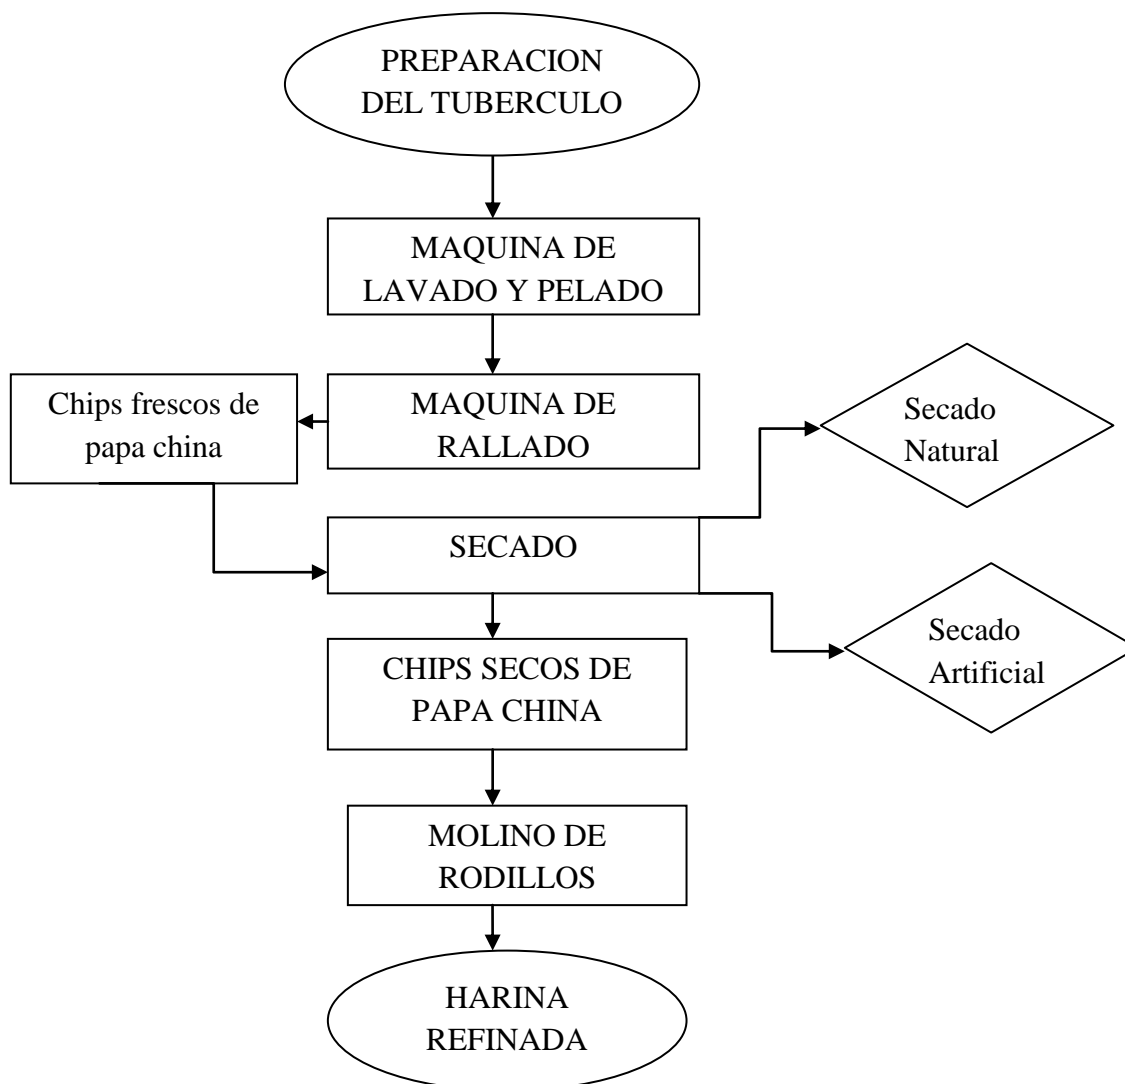 PREPARACION
DEL TUBERCULO
MAQUINA DE
LAVADO Y PELADO
MAQUINA DE
RALLADO
Chips frescos de
papa china
SECADO
Secado
Natural
Secado
Artificial
CHIPS SECOS DE
PAPA CHINA
MOLINO DE
RODILLOS
HARINA
REFINADA